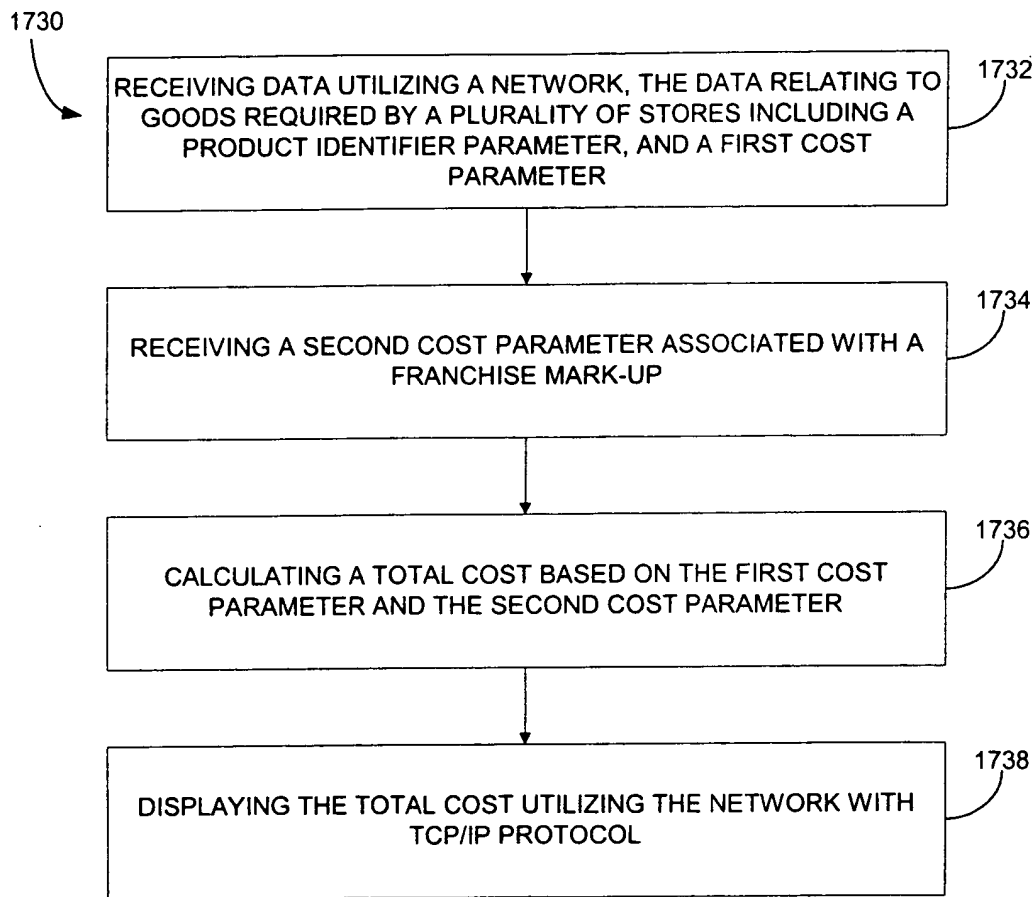 1730
RECEIVING DATA UTILIZING A NETWORK, THE DATA RELATING TO
GOODS REQUIRED BY A PLURALITY OF STORES INCLUDING A
PRODUCT IDENTIFIER PARAMETER, AND A FIRST COST
PARAMETER
1732
RECEIVING A SECOND COST PARAMETER ASSOCIATED WITH A
FRANCHISE MARK-UP
1734
CALCULATING A TOTAL COST BASED ON THE FIRST COST
PARAMETER AND THE SECOND COST PARAMETER
1736
DISPLAYING THE TOTAL COST UTILIZING THE NETWORK WITH
TCP/IP PROTOCOL
1738